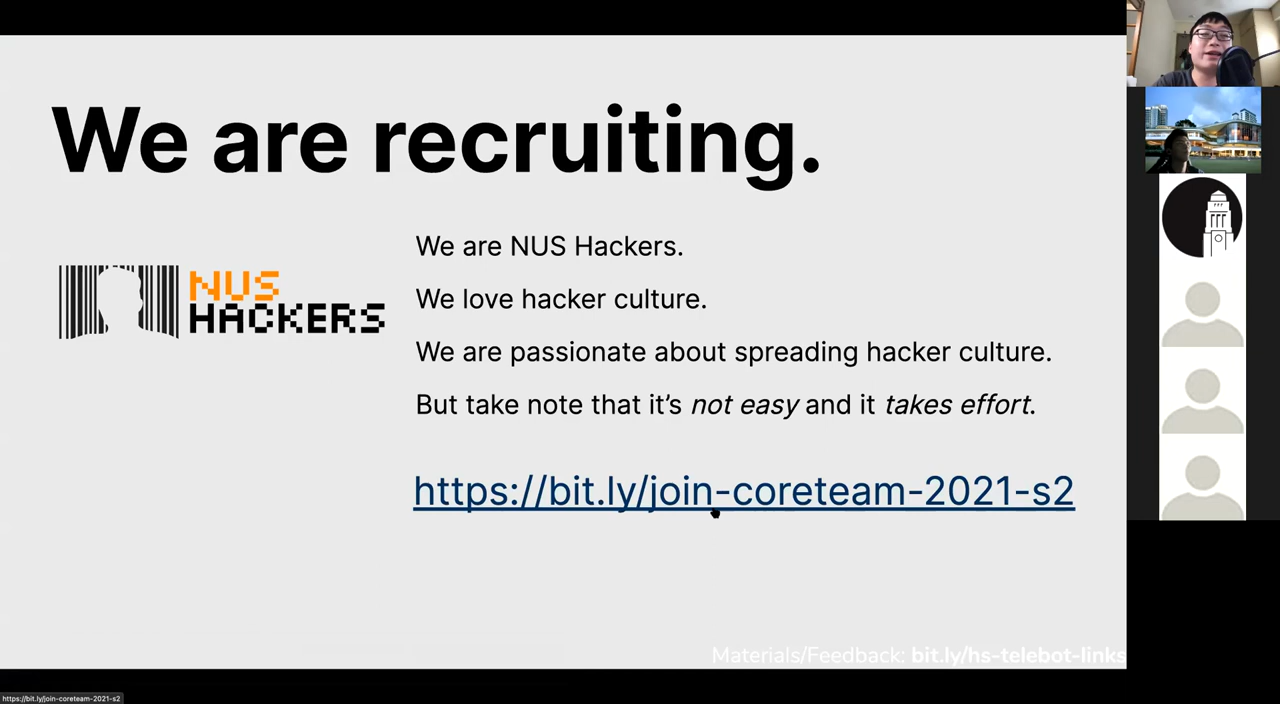 We are recruiting.
NUS
HACKERS
We are NUS Hackers.
We love hacker culture.
We are passionate about spreading hacker culture.
But take note that it’s not easy and it takes effort.
https://bit.ly/join-coreteam-2021-s2
Materials/Feedback: bit.ly/hs-telebot-links
https://bit.ly/join-coreteam-2021-s2